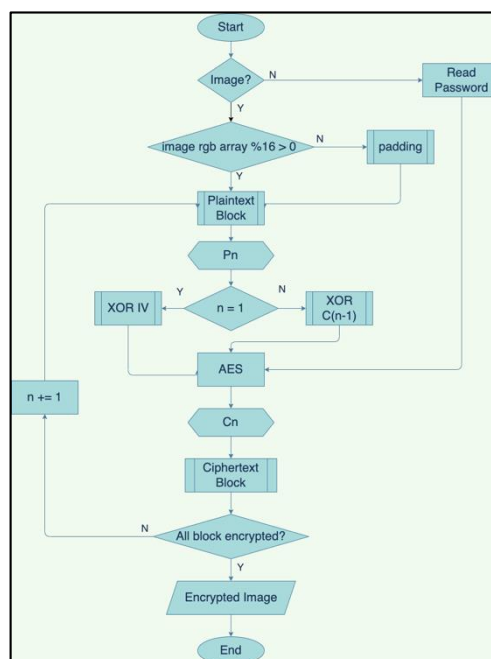 Start
Image?
N
Read
Password
Y
image rgb array %16 > 0
N
padding
Y
Plaintext
Block
Pn
Y
N
XOR IV
n = 1
XOR
C(n-1)
AES
n += 1
Cn
Ciphertext
Block
N
All block encrypted?
Y
Encrypted Image
End